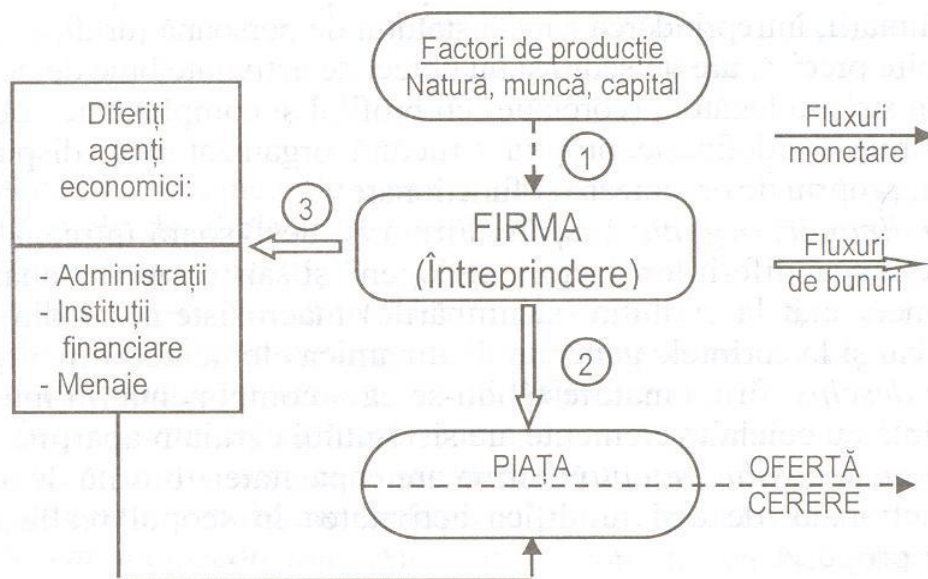 Factori de producție
Natură, muncă, capital
Diferiți
agenți
economici:
1
Fluxuri
monetare
3
FIRMA
(Întreprindere)
Fluxuri
de bunuri
- Administrații
- Instituții
financiare
- Menaje
2
PIAȚA
OFERTĂ
CERERE